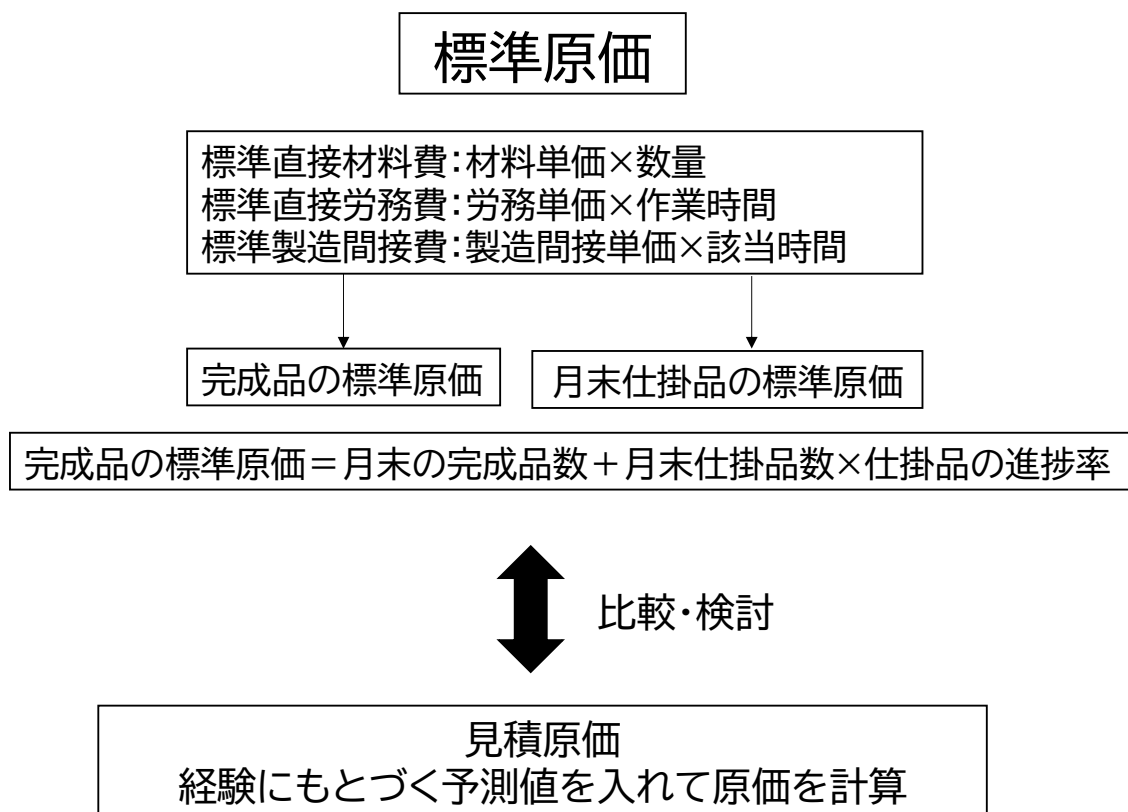 標準原価
標準直接材料費：材料単価×数量
標準直接労務費：労務単価×作業時間
標準製造間接費：製造間接単価×該当時間
完成品の標準原価
月末仕掛品の標準原価
完成品の標準原価＝月末の完成品数＋月末仕掛品数×仕掛品の進捗率
比較・検討
見積原価
経験にもとづく予測値を入れて原価を計算